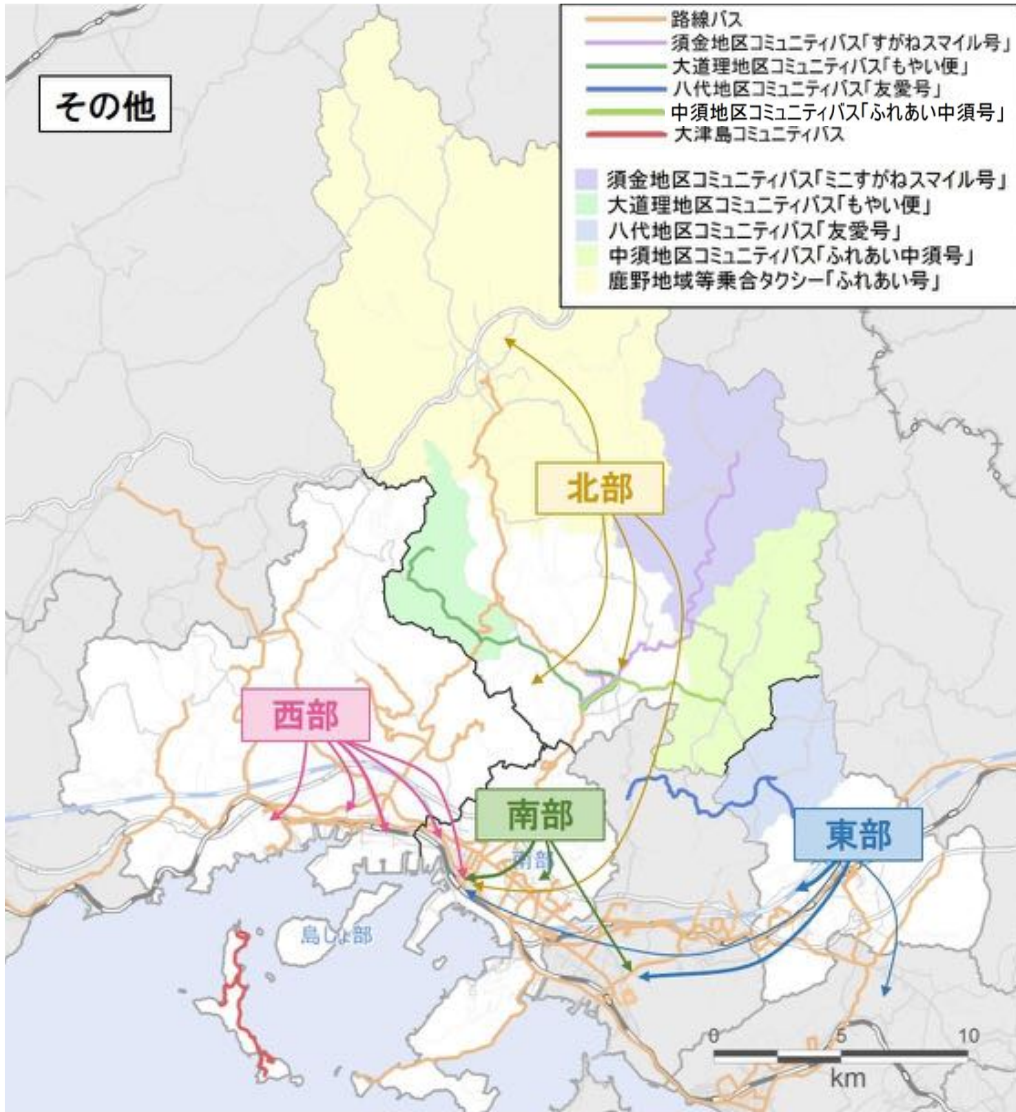 その他
路線バス
須金地区コミュニティバス「すがねスマイル号」
大道理地区コミュニティバス「もやい便」
八代地区コミュニティバス「友愛号」
中須地区コミュニティバス「ふれあい中須号」
大津島コミュニティバス
須金地区コミュニティバス「ミニすがねスマイル号」
大道理地区コミュニティバス「もやい便」
八代地区コミュニティバス「友愛号」
中須地区コミュニティバス「ふれあい中須号」
鹿野地域等乗合タクシー「ふれあい号」
北部
西部
南部
東部
南部
島しょ部
0 5 10
km